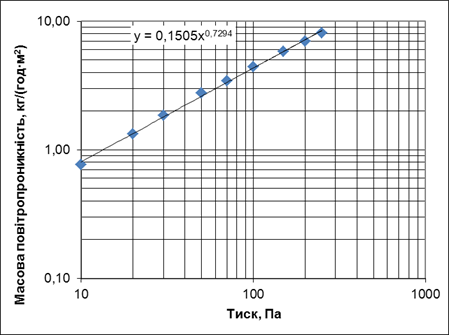 10,00
y = 0,1505x^0,7294
1,00
0,10
10
100
1000
Тиск, Па
Масова повітропроникність, кг/(год·м²)